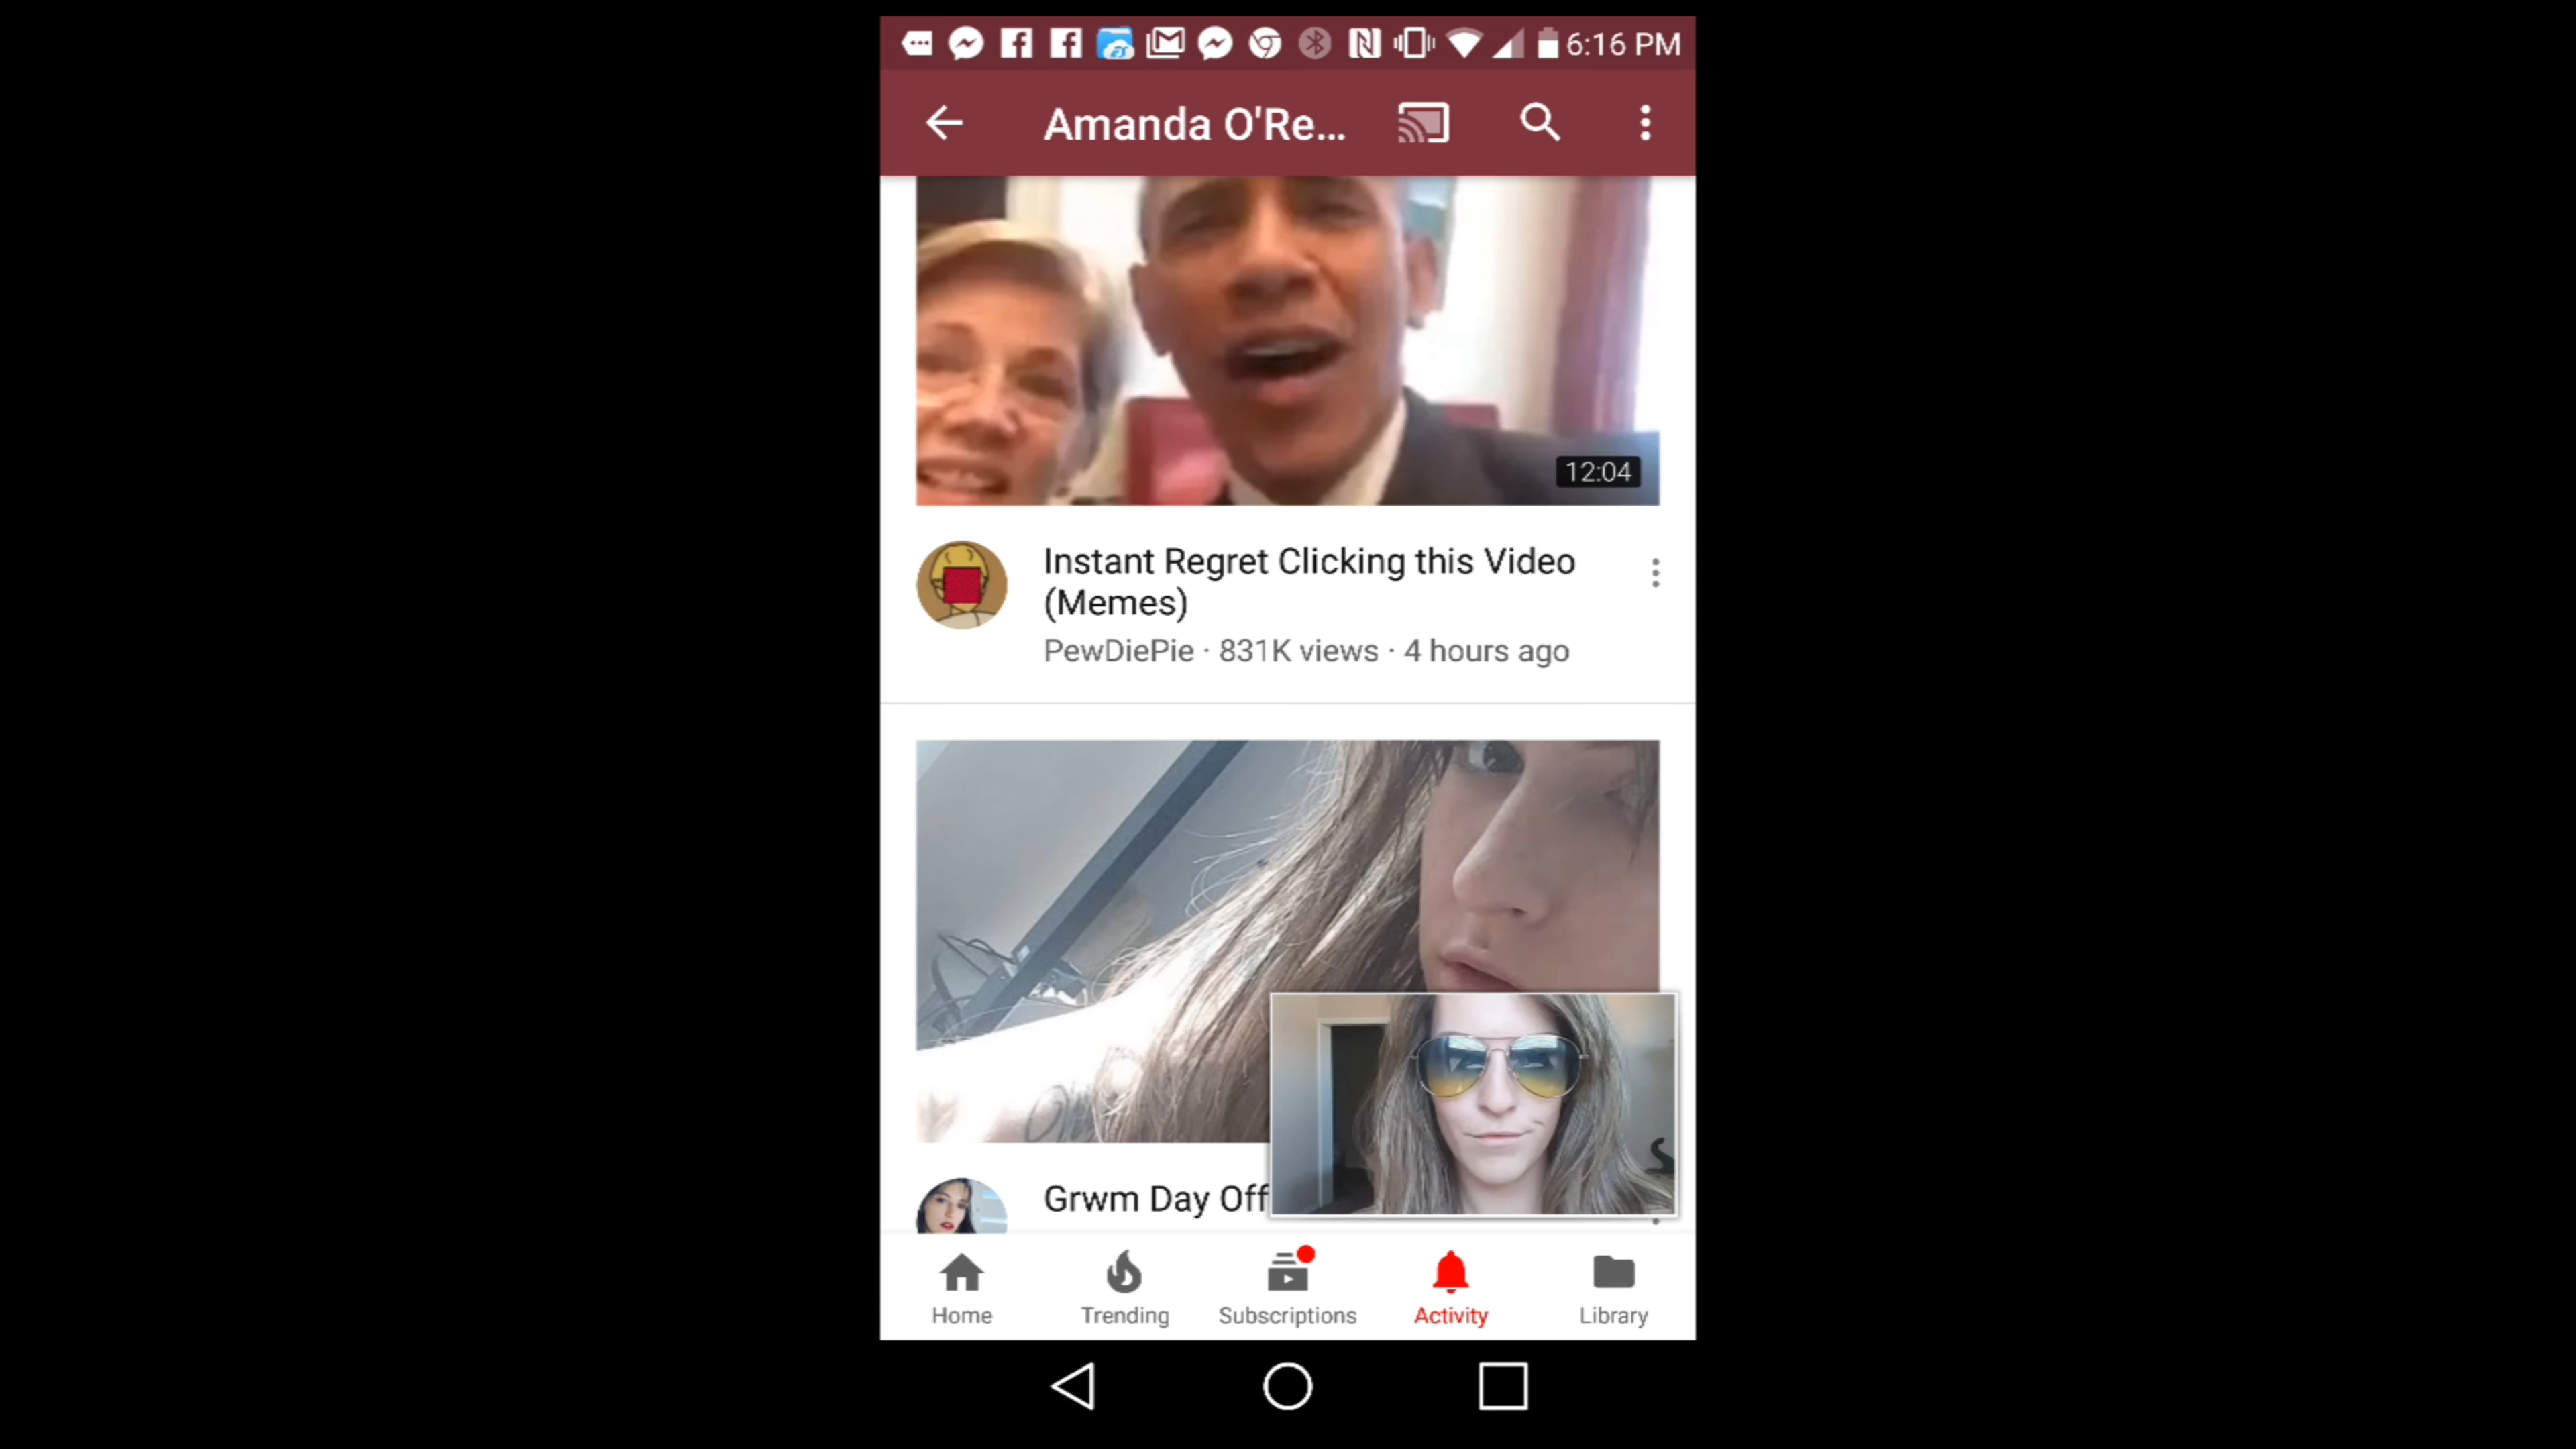 6:16 PM
Amanda O'Re...
12:04
Instant Regret Clicking this Video
(Memes)
PewDiePie · 831K views · 4 hours ago
Grwm Day Off
Home Trending Subscriptions Activity Library